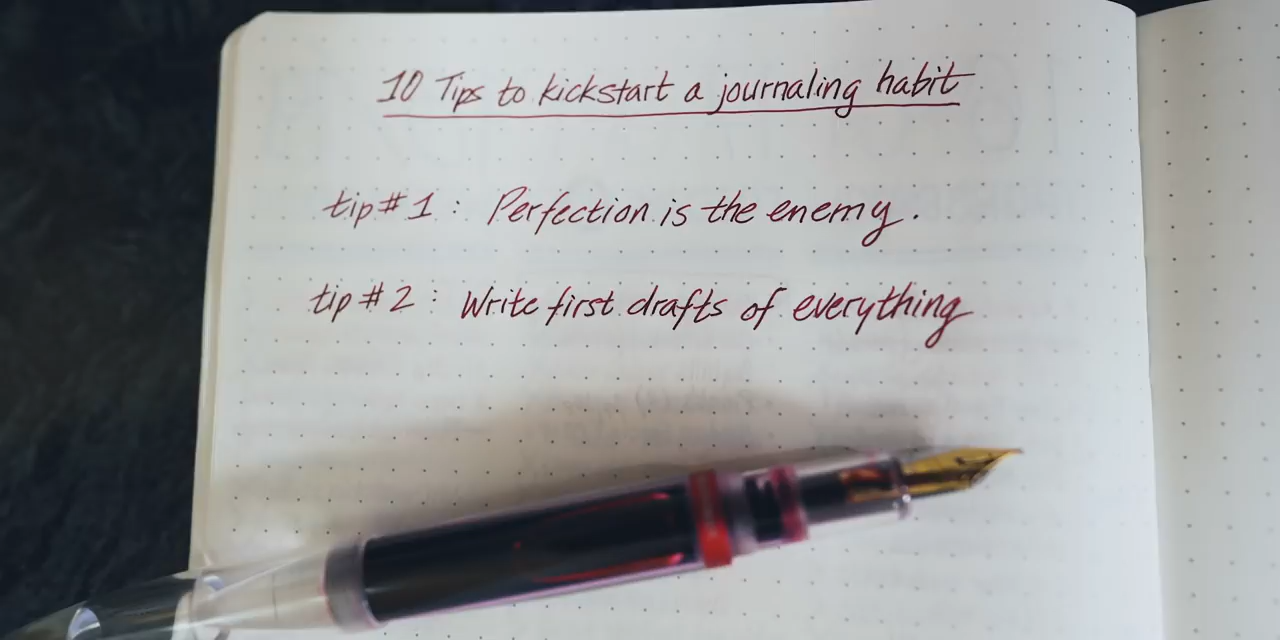 10 Tips to kickstart a journaling habit
tip#1: Perfection is the enemy.
tip#2: Write first drafts of everything